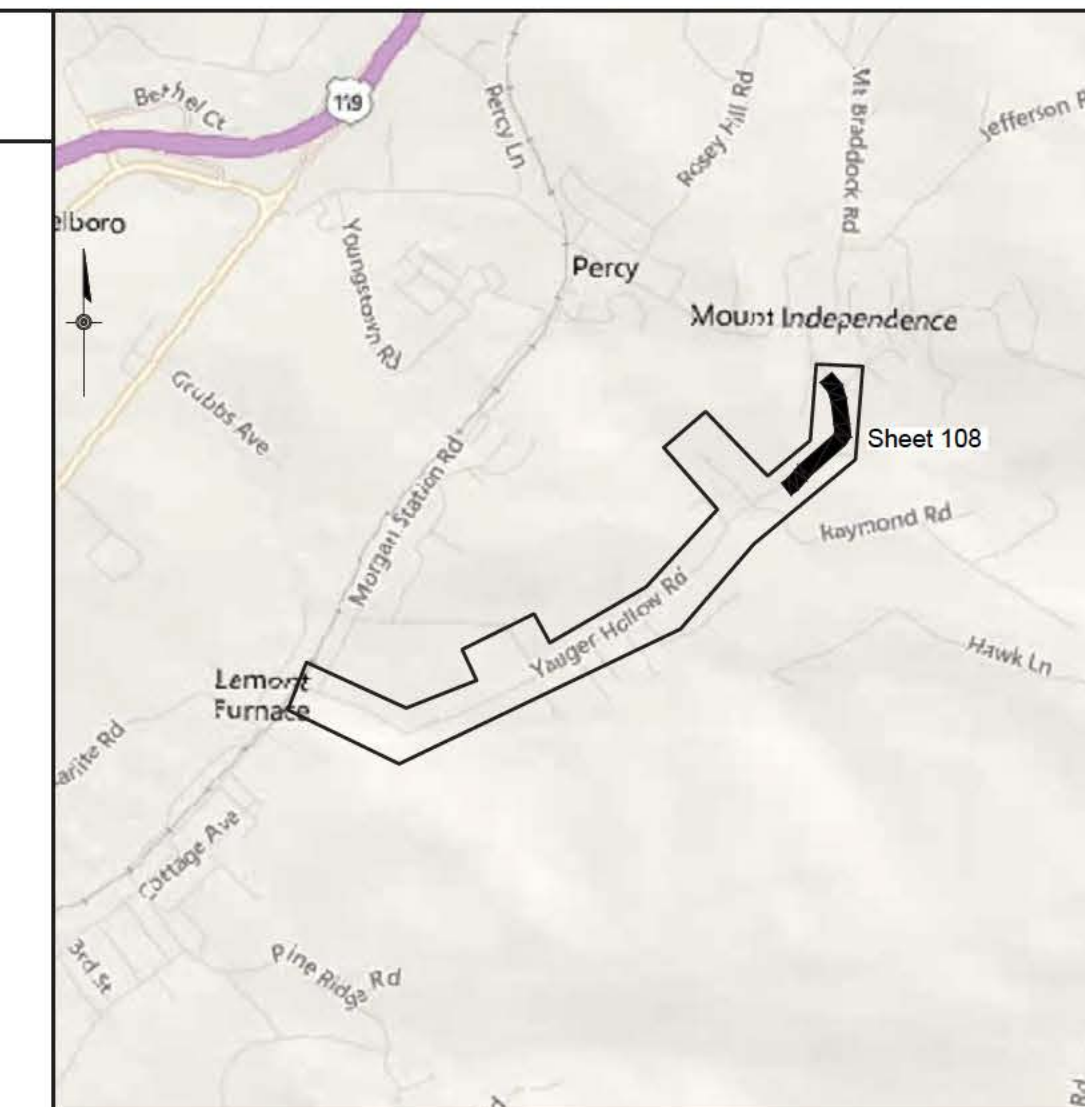 Bethel Ct
119
Percy Ln
Rosey Hill Rd
Mt Braddock Rd
Jefferson
elboro
Youngstown Rd
Percy
Mount Independence
Grubbs Ave
Sheet 108
Morgan Station Rd
Raymond Rd
Yauger Hollow Rd
Hawk Ln
Lemont
Furnace
Cottage Ave
3rd St
Pine Ridge Rd
Rd